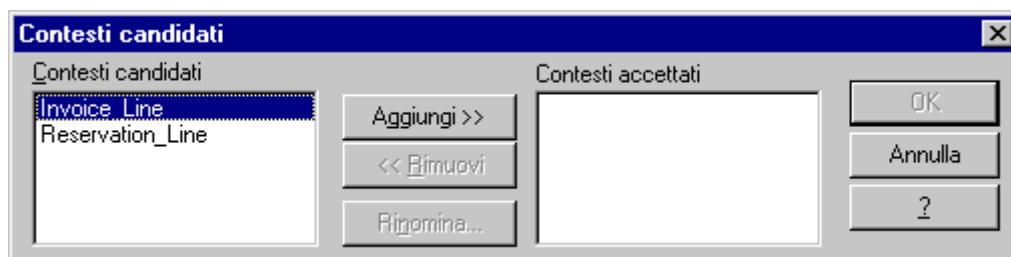 Contesti candidati
Contesti candidati
Invoice_Line
Reservation_Line
Aggiungi >>
<< Rimuovi
Rinomina...
Contesti accettati
OK
Annulla
?